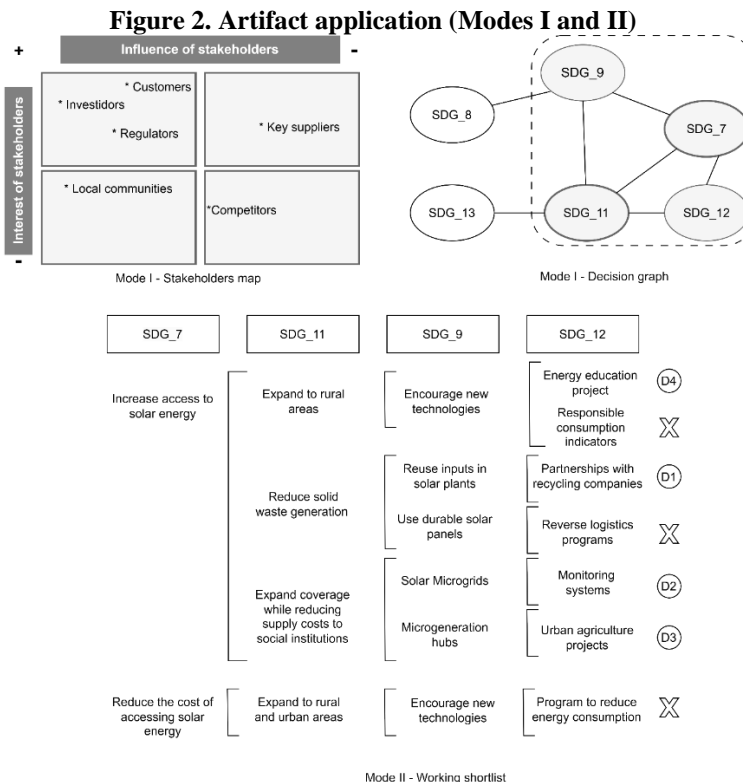 Figure 2. Artifact application (Modes I and II)
+
Influence of stakeholders
-
Interest of stakeholders
-
* Customers
* Investidors
* Regulators
* Key suppliers
* Local communities
*Competitors
Mode I - Stakeholders map
SDG_9
SDG_8
SDG_7
SDG_13
SDG_11
SDG_12
Mode I - Decision graph
SDG_7
SDG_11
SDG_9
SDG_12
Increase access to
solar energy
Expand to rural
areas
Encourage new
technologies
Energy education
project
D4
Responsible
consumption
indicators
X
Reduce solid
waste generation
Reuse inputs in
solar plants
Partnerships with
recycling companies
D1
Use durable solar
panels
Reverse logistics
programs
X
Expand coverage
while reducing
supply costs to
social institutions
Solar Microgrids
Monitoring
systems
D2
Microgeneration
hubs
Urban agriculture
projects
D3
Reduce the cost of
accessing solar
energy
Expand to rural
and urban areas
Encourage new
technologies
Program to reduce
energy consumption
X
Mode II - Working shortlist